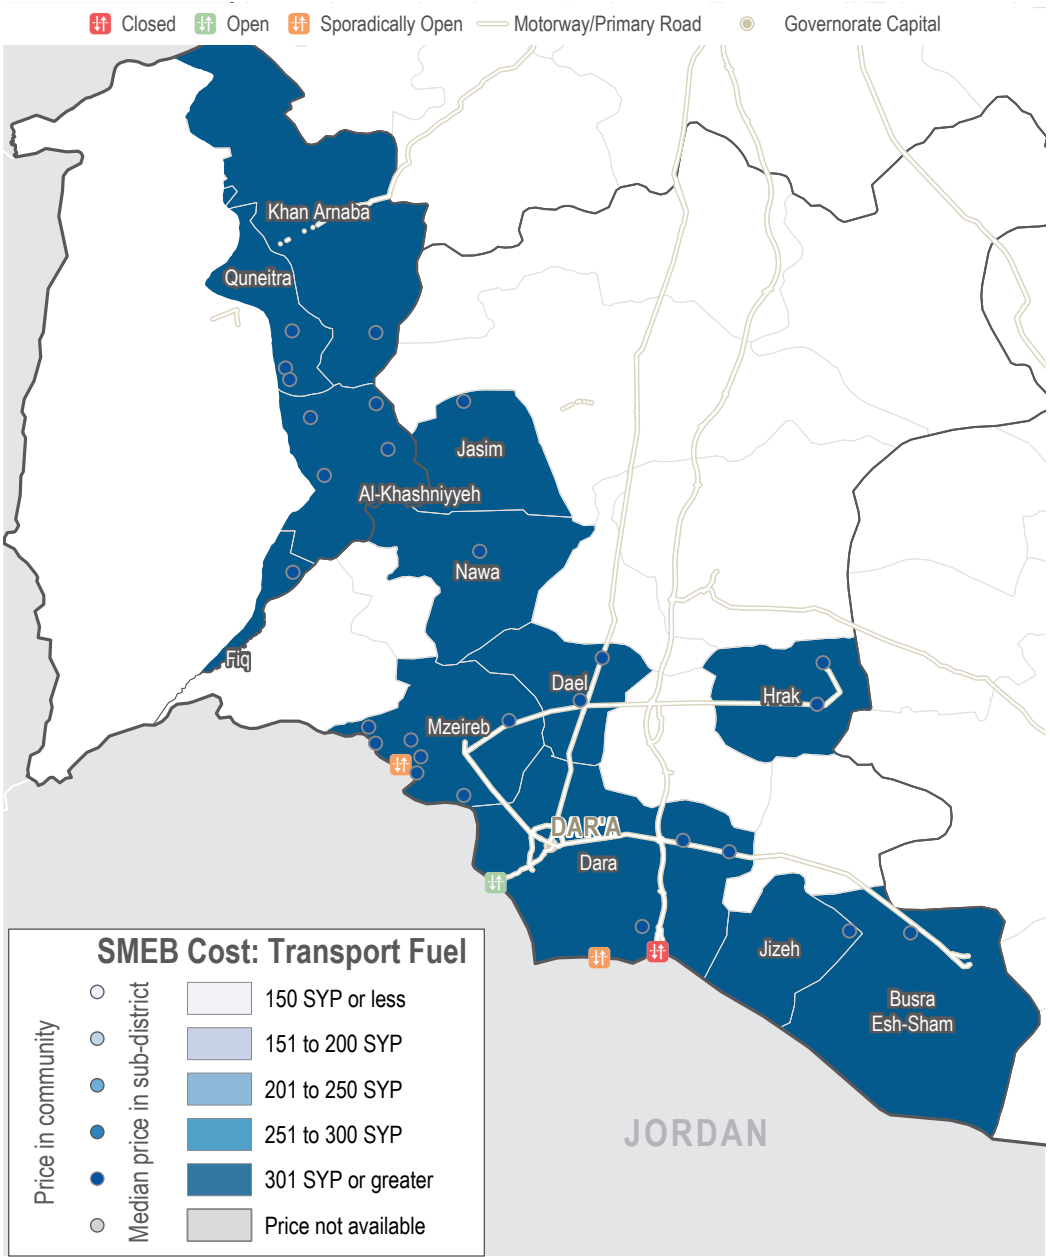 Closed Open Sporadically Open Motorway/Primary Road Governorate Capital
Khan Arnaba
Quneitra
Jasim
Al-Khashniyyeh
Nawa
Fiq
Dael
Hrak
Mzeireb
DAR'A
Dara
Jizeh
Busra
Esh-Sham
JORDAN
SMEB Cost: Transport Fuel
Price in community
Median price in sub-district
150 SYP or less
151 to 200 SYP
201 to 250 SYP
251 to 300 SYP
301 SYP or greater
Price not available